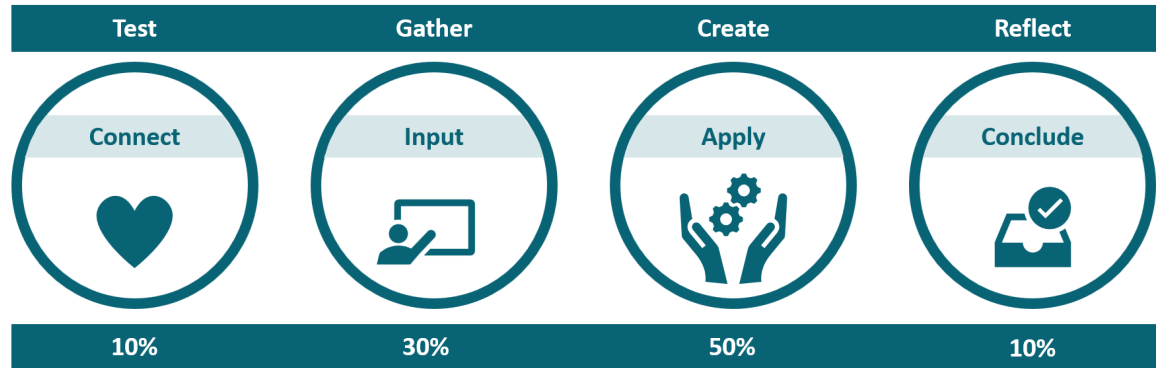 Test Gather Create Reflect
Connect Input Apply Conclude
10% 30% 50% 10%